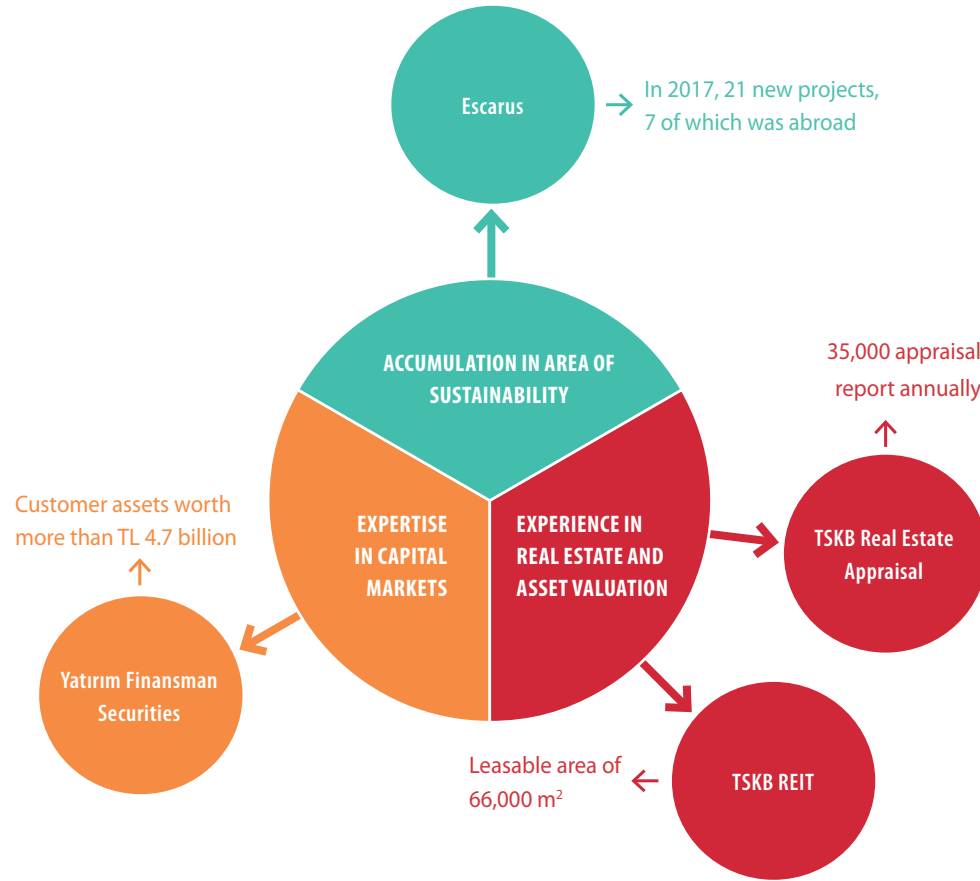 Escarus
In 2017, 21 new projects,
7 of which was abroad
ACCUMULATION IN AREA OF
SUSTAINABILITY
35,000 appraisal
report annually
Customer assets worth
more than TL 4.7 billion
EXPERTISE
IN CAPITAL
MARKETS
EXPERIENCE IN
REAL ESTATE AND
ASSET VALUATION
TSKB Real Estate
Appraisal
Yatırım Finansman
Securities
Leasable area of
66,000 m²
TSKB REIT